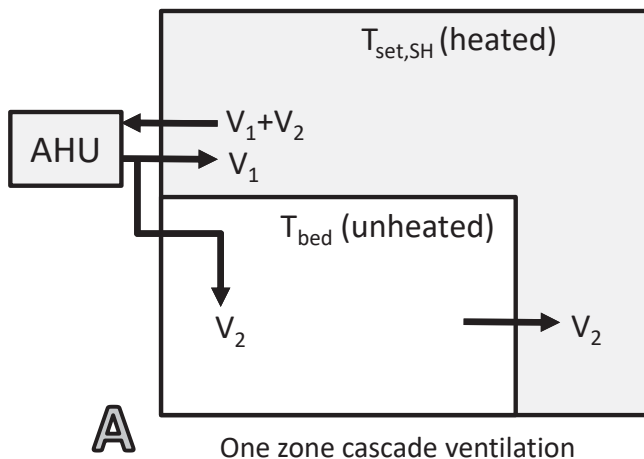 T_set,SH (heated)
V_1+V_2
AHU
V_1
T_bed (unheated)
V_2
V_2
A
One zone cascade ventilation